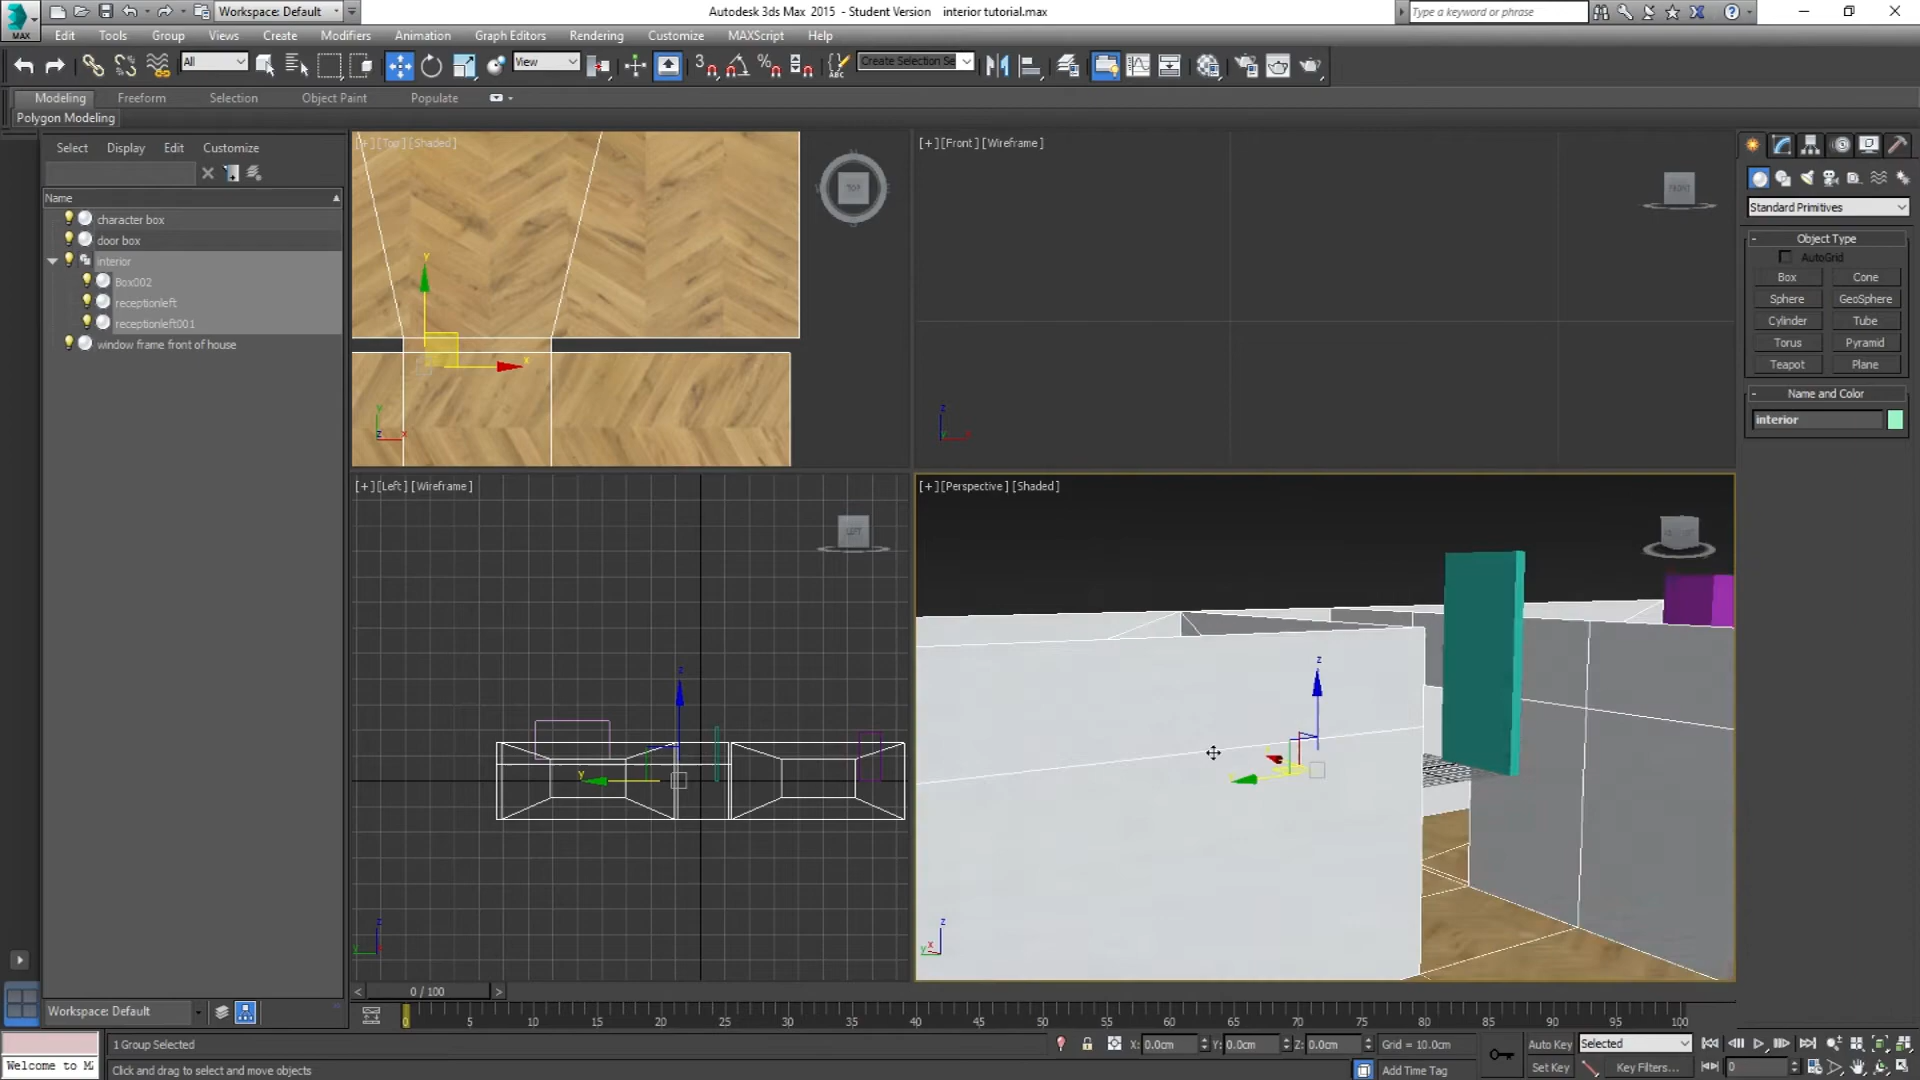 Workspace: Default
Autodesk 3ds Max 2015 - Student Version interior tutorial.max
Type a keyword or phrase
MAX
Edit Tools Group Views Create Modifiers Animation Graph Editors Rendering Customize MAXScript Help
All
View
3
Create Selection Se
Modeling Freeform Selection Object Paint Populate
Polygon Modeling
Select Display Edit Customize
Name
character box
door box
interior
Box002
receptionleft
receptionleft001
window frame front of house
Workspace: Default
[+][Top][Shaded]
TOP
y
x
y
z
x
[+][Front][Wireframe]
FRONT
z
[+][Left][Wireframe]
LEFT
z
y
z
y
[+][Perspective][Shaded]
z
z
x
y
Standard Primitives
Object Type
AutoGrid
Box Cone
Sphere GeoSphere
Cylinder Tube
Torus Pyramid
Teapot Plane
Name and Color
interior
0 / 100
0 5 10 15 20 25 30 35 40 45 50 55 60 65 70 75 80 85 90 95 100
1 Group Selected
X: 0.0cm Y: 0.0cm Z: 0.0cm Grid = 10.0cm
Auto Key Selected
Welcome to M
Click and drag to select and move objects
Add Time Tag
Set Key Key Filters...
0